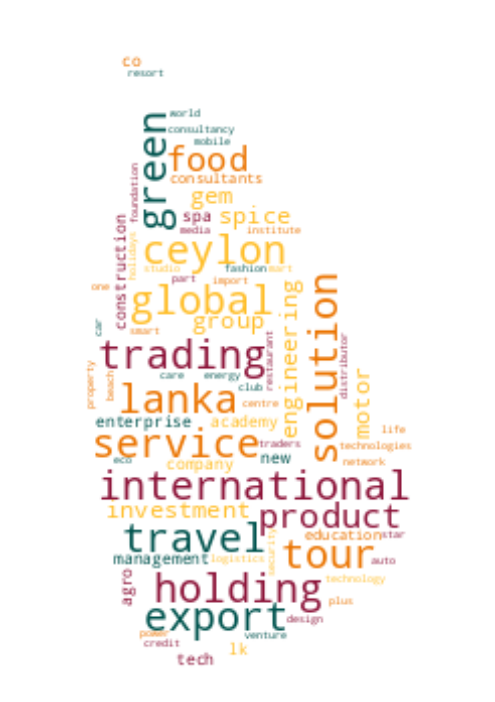 co
resort
world
green
consultancy
mobile
food
consultants
foundation
gem
spa
spice
media
institute
construction
holidays
ceylon
studio
fashion
mart
part
import
one
global
solution
engineering
car
smart
group
trading
restaurant
distributor
care
energy
property
beach
club
motor
lanka
centre
enterprise
academy
life
service
traders
technologies
eco
company
new
network
international
investment
product
travel
education
star
security
tour
management
logistics
auto
agro
holding
technology
plus
export
design
power
venture
credit
lk
tech